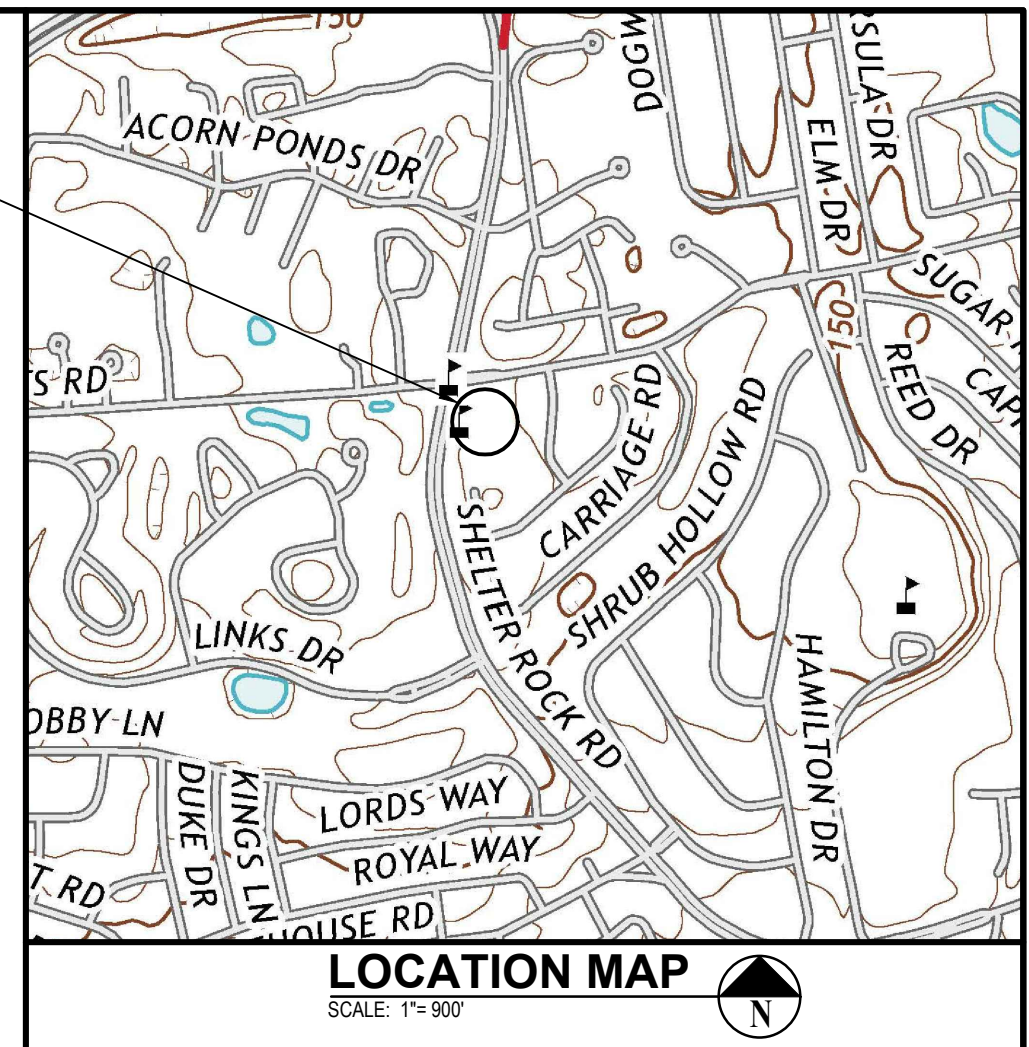 150
DOGW
RSULA-DR
ACORN PONDS DR
ELM-DR
SUGAR
150
S RD
REED DR
CAP
CARRIAGE RD
SHRUB HOLLOW RD
SHELTER ROCK RD
LINKS DR
HAMILTON DR
OBBY-LN
DUKE DR
KINGS LN
LORDS WAY
ROYAL WAY
T RD
HOUSE RD
LOCATION MAP
SCALE: 1"= 900'
N